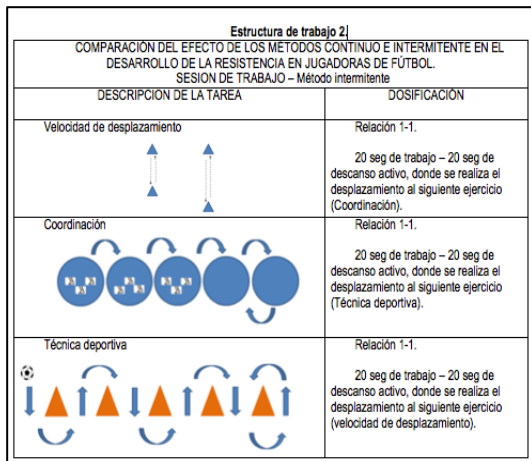 Estructura de trabajo 2.
COMPARACIÓN DEL EFECTO DE LOS MÉTODOS CONTINUO E INTERMITENTE EN EL
DESARROLLO DE LA RESISTENCIA EN JUGADORAS DE FÚTBOL.
SESION DE TRABAJO – Método intermitente
DESCRIPCION DE LA TAREA
DOSIFICACIÓN
Velocidad de desplazamiento
Relación 1-1.
20 seg de trabajo – 20 seg de
descanso activo, donde se realiza el
desplazamiento al siguiente ejercicio
(Coordinación).
Coordinación
Relación 1-1.
20 seg de trabajo – 20 seg de
descanso activo, donde se realiza el
desplazamiento al siguiente ejercicio
(Técnica deportiva).
Técnica deportiva
Relación 1-1.
20 seg de trabajo – 20 seg de
descanso activo, donde se realiza el
desplazamiento al siguiente ejercicio
(velocidad de desplazamiento).